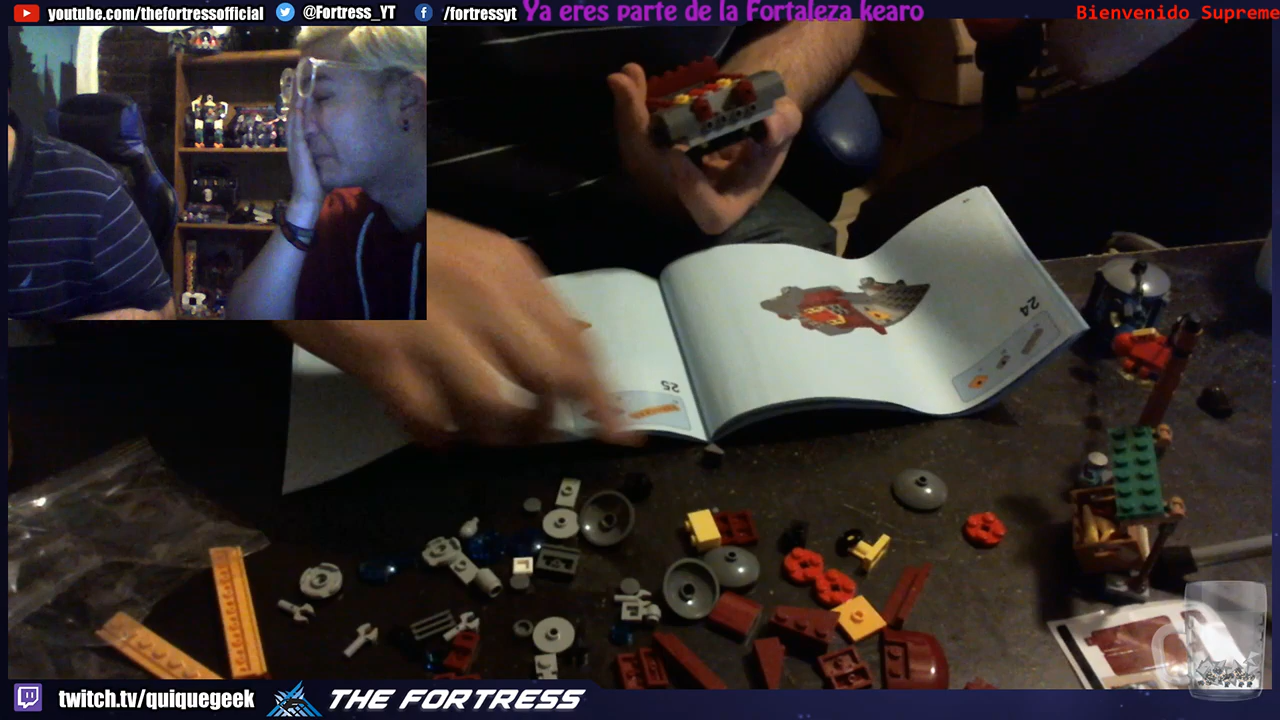 youtube.com/thefortressofficial
@Fortress_YT
/fortressyt
Ya eres parte de la Fortaleza kearo
Bienvenido Supreme
24
25
twitch.tv/quiquegeek
THE FORTRESS